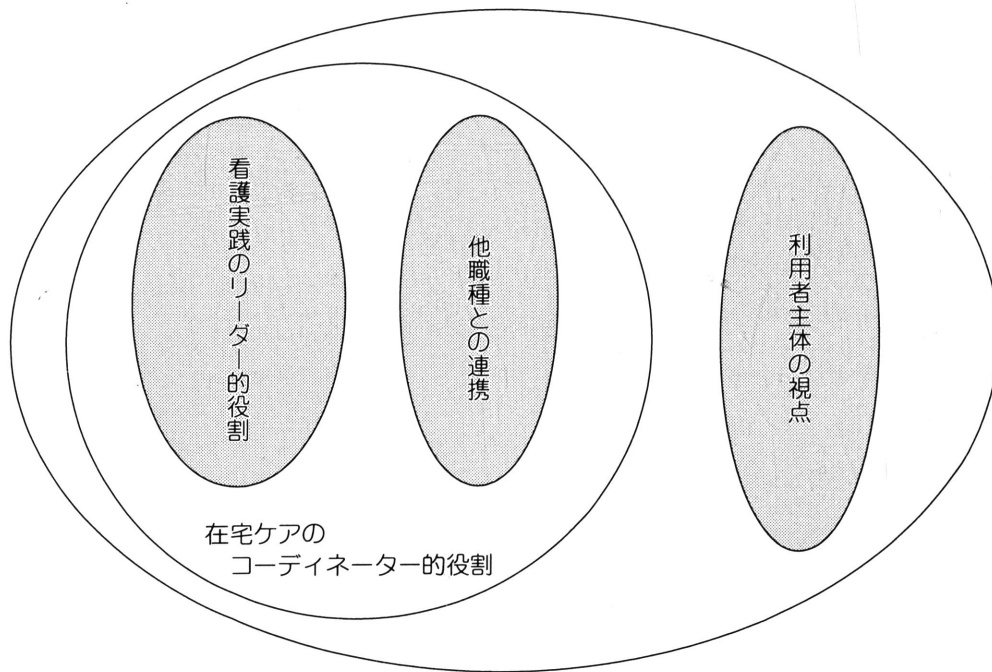 看護実践のリーダー的役割
他職種との連携
利用者主体の視点
在宅ケアの
コーディネーター的役割